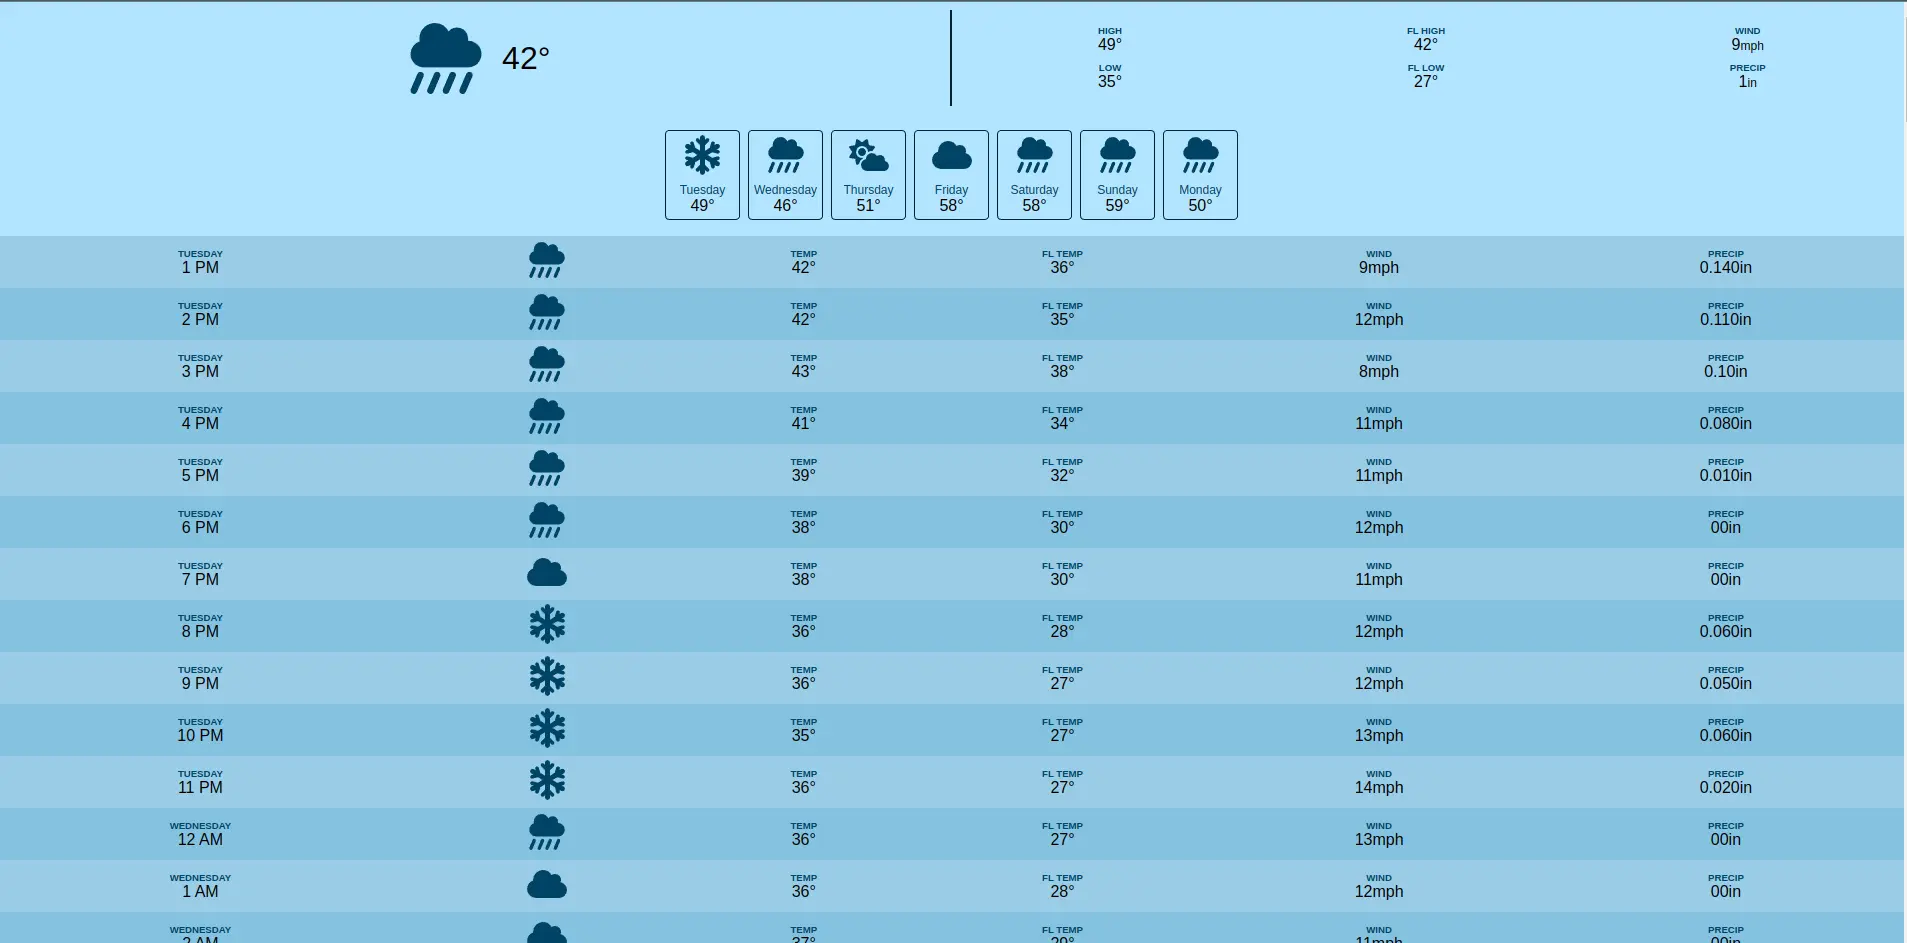 42°
HIGH FL HIGH WIND
49° 42° 9mph
LOW FL LOW PRECIP
35° 27° 1in
Tuesday Wednesday Thursday Friday Saturday Sunday Monday
49° 46° 51° 58° 58° 59° 50°
TUESDAY TEMP FL TEMP WIND PRECIP
1 PM 42° 36° 9mph 0.140in
TUESDAY TEMP FL TEMP WIND PRECIP
2 PM 42° 35° 12mph 0.110in
TUESDAY TEMP FL TEMP WIND PRECIP
3 PM 43° 38° 8mph 0.10in
TUESDAY TEMP FL TEMP WIND PRECIP
4 PM 41° 34° 11mph 0.080in
TUESDAY TEMP FL TEMP WIND PRECIP
5 PM 39° 32° 11mph 0.010in
TUESDAY TEMP FL TEMP WIND PRECIP
6 PM 38° 30° 12mph 00in
TUESDAY TEMP FL TEMP WIND PRECIP
7 PM 38° 30° 11mph 00in
TUESDAY TEMP FL TEMP WIND PRECIP
8 PM 36° 28° 12mph 0.060in
TUESDAY TEMP FL TEMP WIND PRECIP
9 PM 36° 27° 12mph 0.050in
TUESDAY TEMP FL TEMP WIND PRECIP
10 PM 35° 27° 13mph 0.060in
TUESDAY TEMP FL TEMP WIND PRECIP
11 PM 36° 27° 14mph 0.020in
WEDNESDAY TEMP FL TEMP WIND PRECIP
12 AM 36° 27° 13mph 00in
WEDNESDAY TEMP FL TEMP WIND PRECIP
1 AM 36° 28° 12mph 00in
WEDNESDAY TEMP FL TEMP WIND PRECIP
2 AM 37° 29° 11mph 00in